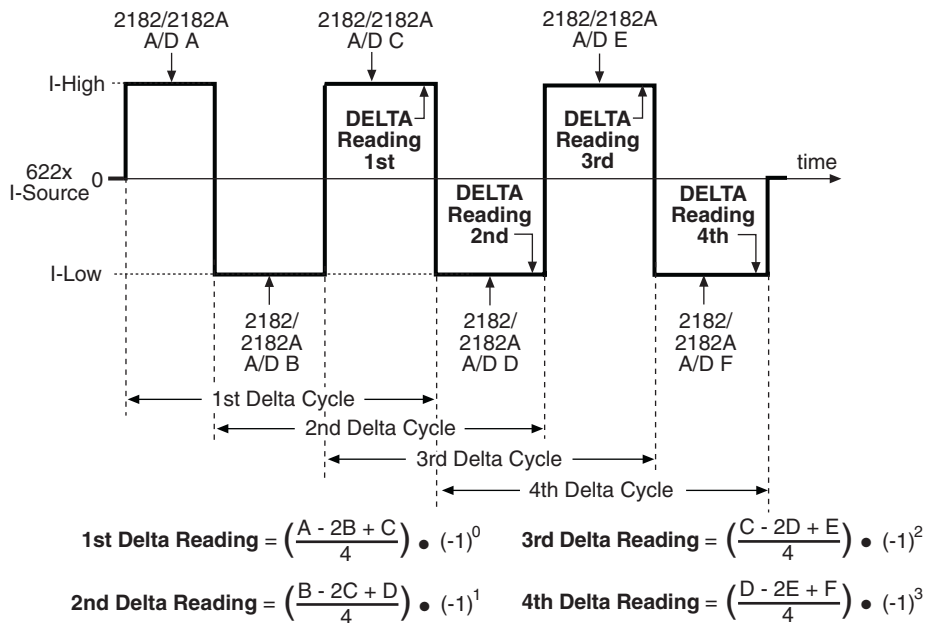 2182/2182A
A/D A
2182/2182A
A/D C
2182/2182A
A/D E
I-High
DELTA
Reading
1st
DELTA
Reading
3rd
622x
I-Source
0
time
DELTA
Reading
2nd
DELTA
Reading
4th
I-Low
2182/
2182A
A/D B
2182/
2182A
A/D D
2182/
2182A
A/D F
1st Delta Cycle
2nd Delta Cycle
3rd Delta Cycle
4th Delta Cycle
1st Delta Reading = (A - 2B + C / 4) • (-1)^0
3rd Delta Reading = (C - 2D + E / 4) • (-1)^2
2nd Delta Reading = (B - 2C + D / 4) • (-1)^1
4th Delta Reading = (D - 2E + F / 4) • (-1)^3